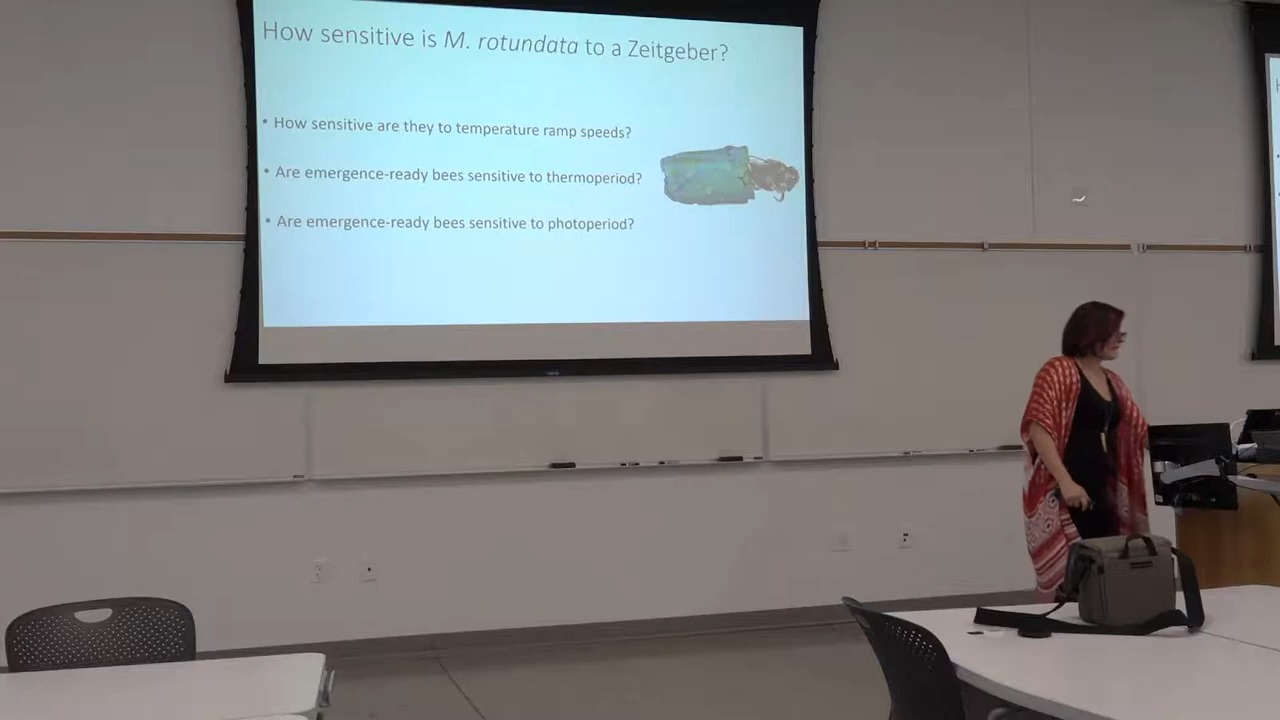 How sensitive is M. rotundata to a Zeitgeber?
• How sensitive are they to temperature ramp speeds?
• Are emergence-ready bees sensitive to thermoperiod?
• Are emergence-ready bees sensitive to photoperiod?